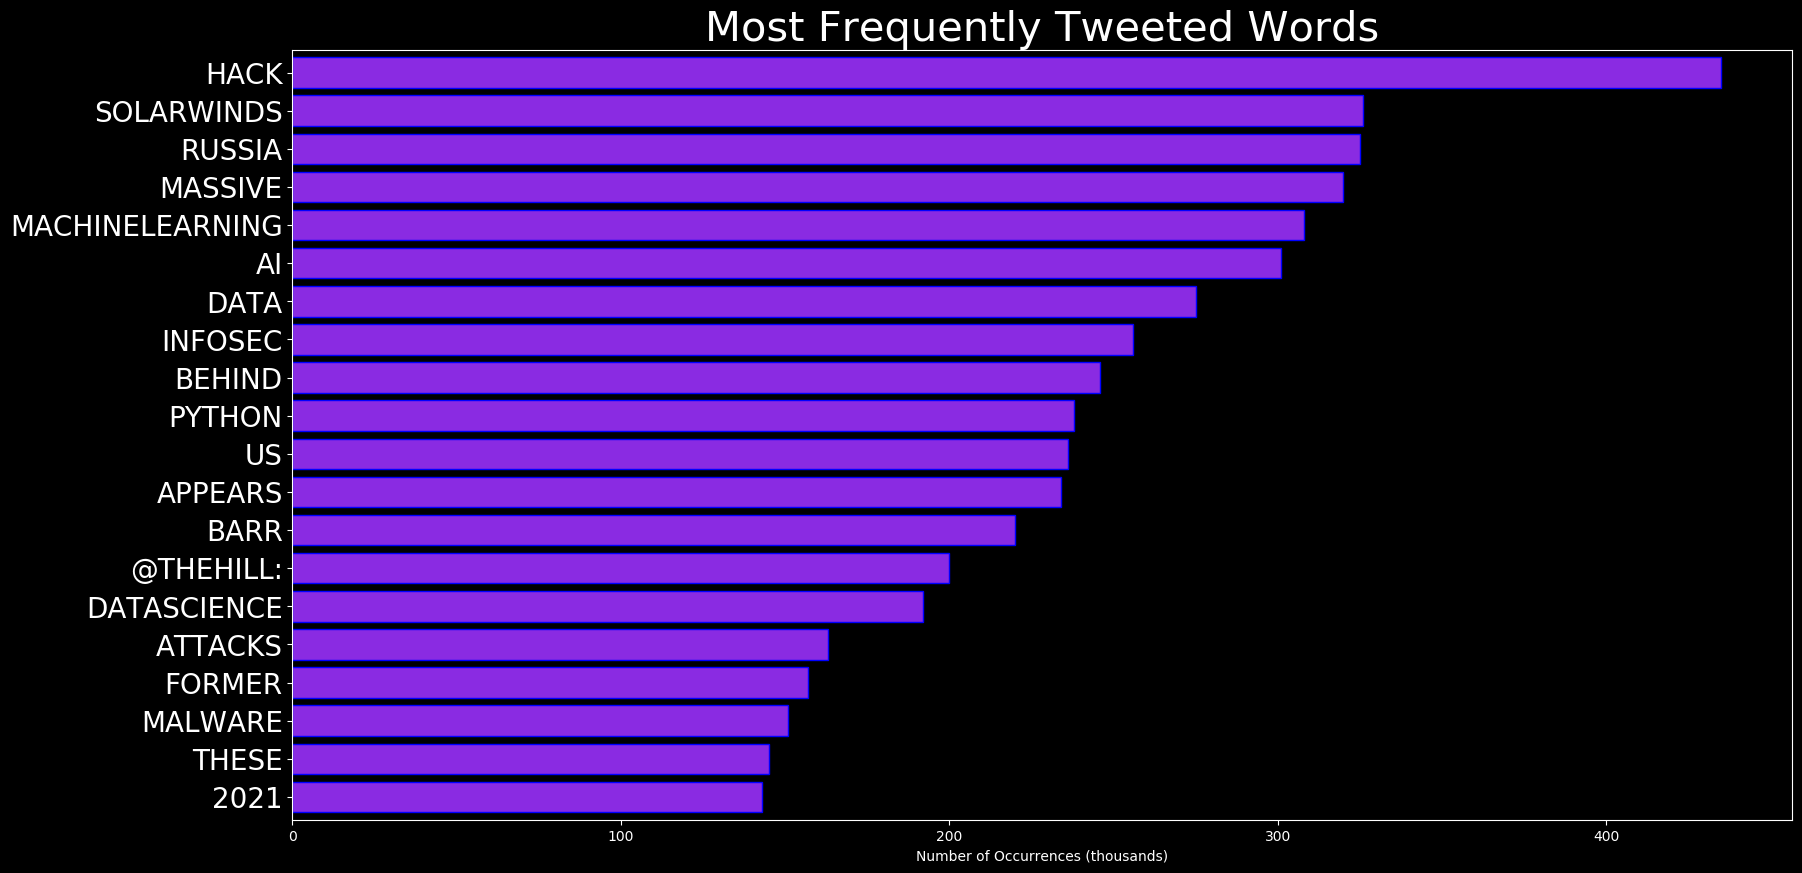 Most Frequently Tweeted Words
HACK
SOLARWINDS
RUSSIA
MASSIVE
MACHINELEARNING
AI
DATA
INFOSEC
BEHIND
PYTHON
US
APPEARS
BARR
@THEHILL:
DATASCIENCE
ATTACKS
FORMER
MALWARE
THESE
2021
0 100 200 300 400
Number of Occurrences (thousands)